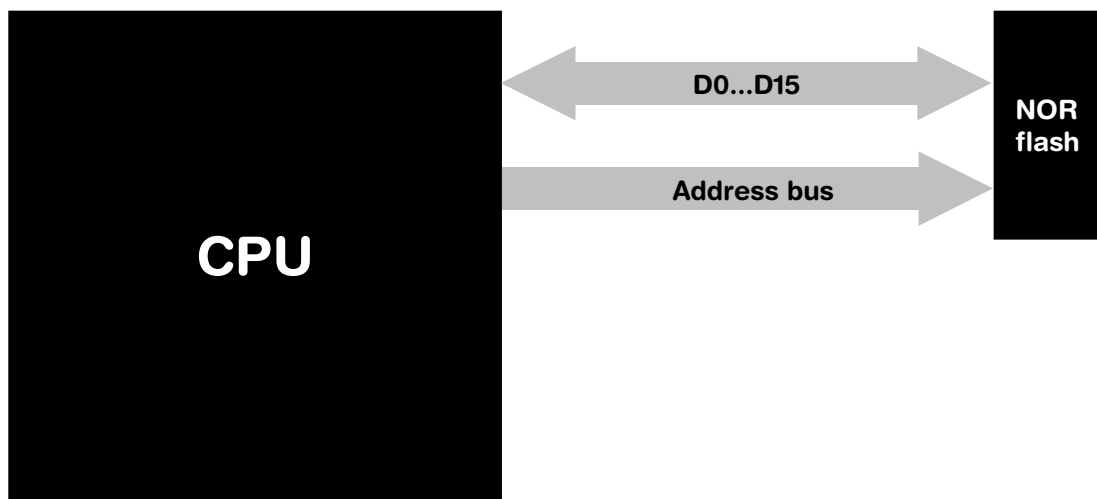 D0...D15
NOR
flash
Address bus
CPU